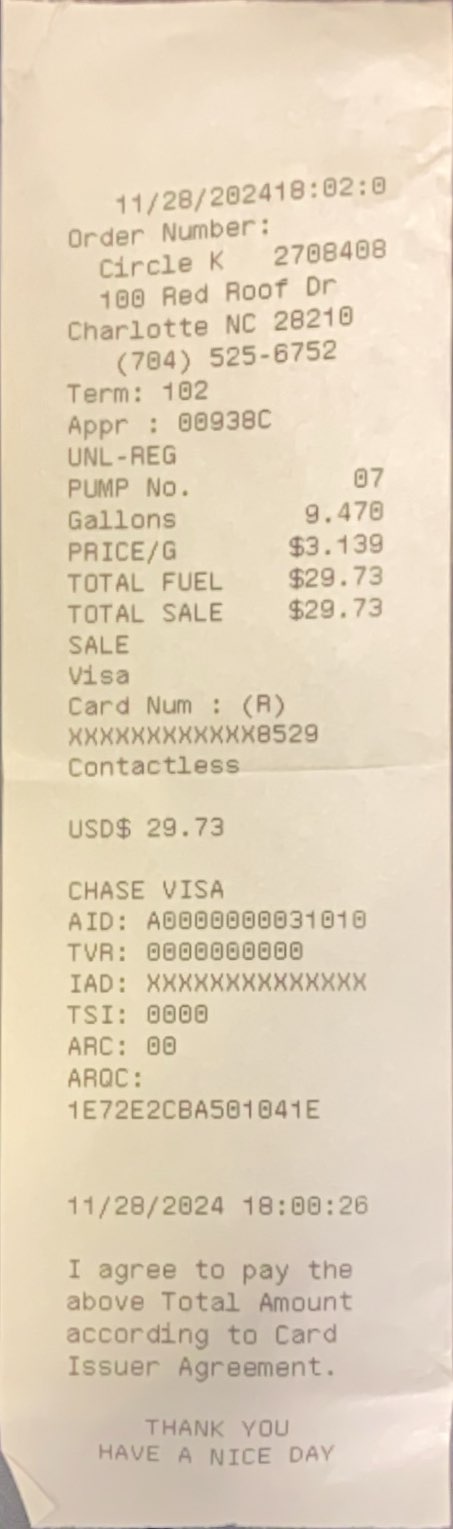 11/28/202418:02:0
Order Number:
Circle K 2708408
100 Red Roof Dr
Charlotte NC 28210
(704) 525-6752
Term: 102
Appr : 00938C
UNL-REG
PUMP No. 07
Gallons 9.470
PRICE/G $3.139
TOTAL FUEL $29.73
TOTAL SALE $29.73
SALE
Visa
Card Num : (R)
XXXXXXXXXXXX8529
Contactless
USD$ 29.73
CHASE VISA
AID: A0000000031010
TVR: 0000000000
IAD: XXXXXXXXXXXXXX
TSI: 0000
ARC: 00
ARQC:
1E72E2CBA501041E
11/28/2024 18:00:26
I agree to pay the
above Total Amount
according to Card
Issuer Agreement.
THANK YOU
HAVE A NICE DAY